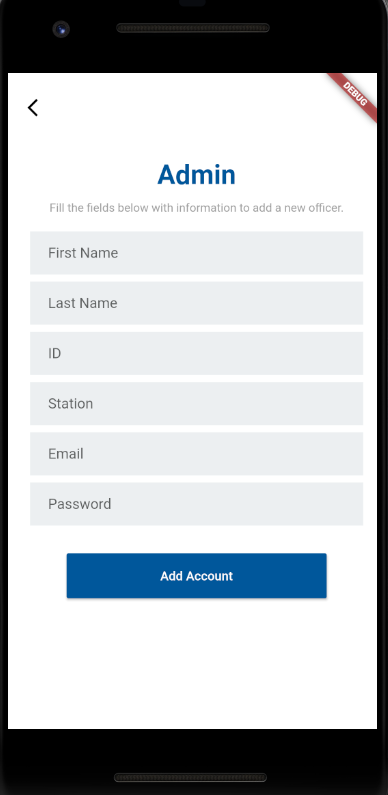 DEBUG
Admin
Fill the fields below with information to add a new officer.
First Name
Last Name
ID
Station
Email
Password
Add Account